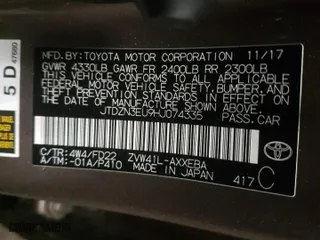 MFD. BY: TOYOTA MOTOR CORPORATION 11/17
GVWR 4330LB GAWR FR 2400LB RR 2300LB
THIS VEHICLE CONFORMS TO ALL APPLICABLE
FEDERAL MOTOR VEHICLE SAFETY,
BUMPER, AND THEFT PREVENTION
STANDARDS IN EFFECT ON THE DATE OF
MANUFACTURE SHOWN ABOVE.
JTDZN3EU9HJ074335 PASS.CAR
C/TR: 4W4/FD22 ZVW41L-AXXEBA
A/TM: -01A/P410 MADE IN JAPAN 417 C
5 D
47680